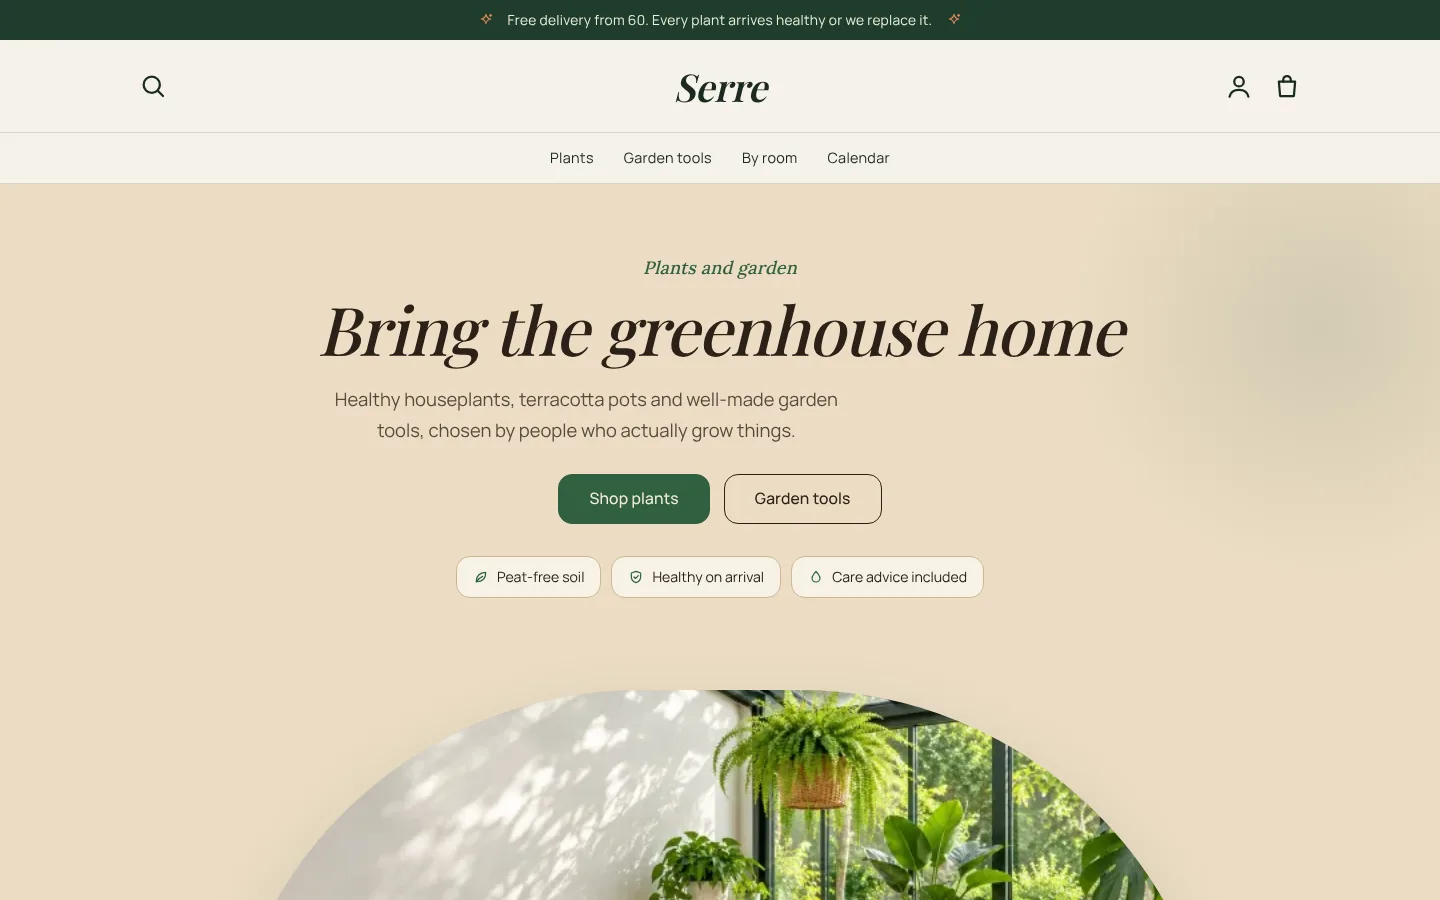 Free delivery from 60. Every plant arrives healthy or we replace it.
Serre
Plants
Garden tools
By room
Calendar
Plants and garden
Bring the greenhouse home
Healthy houseplants, terracotta pots and well-made garden
tools, chosen by people who actually grow things.
Shop plants
Garden tools
Peat-free soil
Healthy on arrival
Care advice included